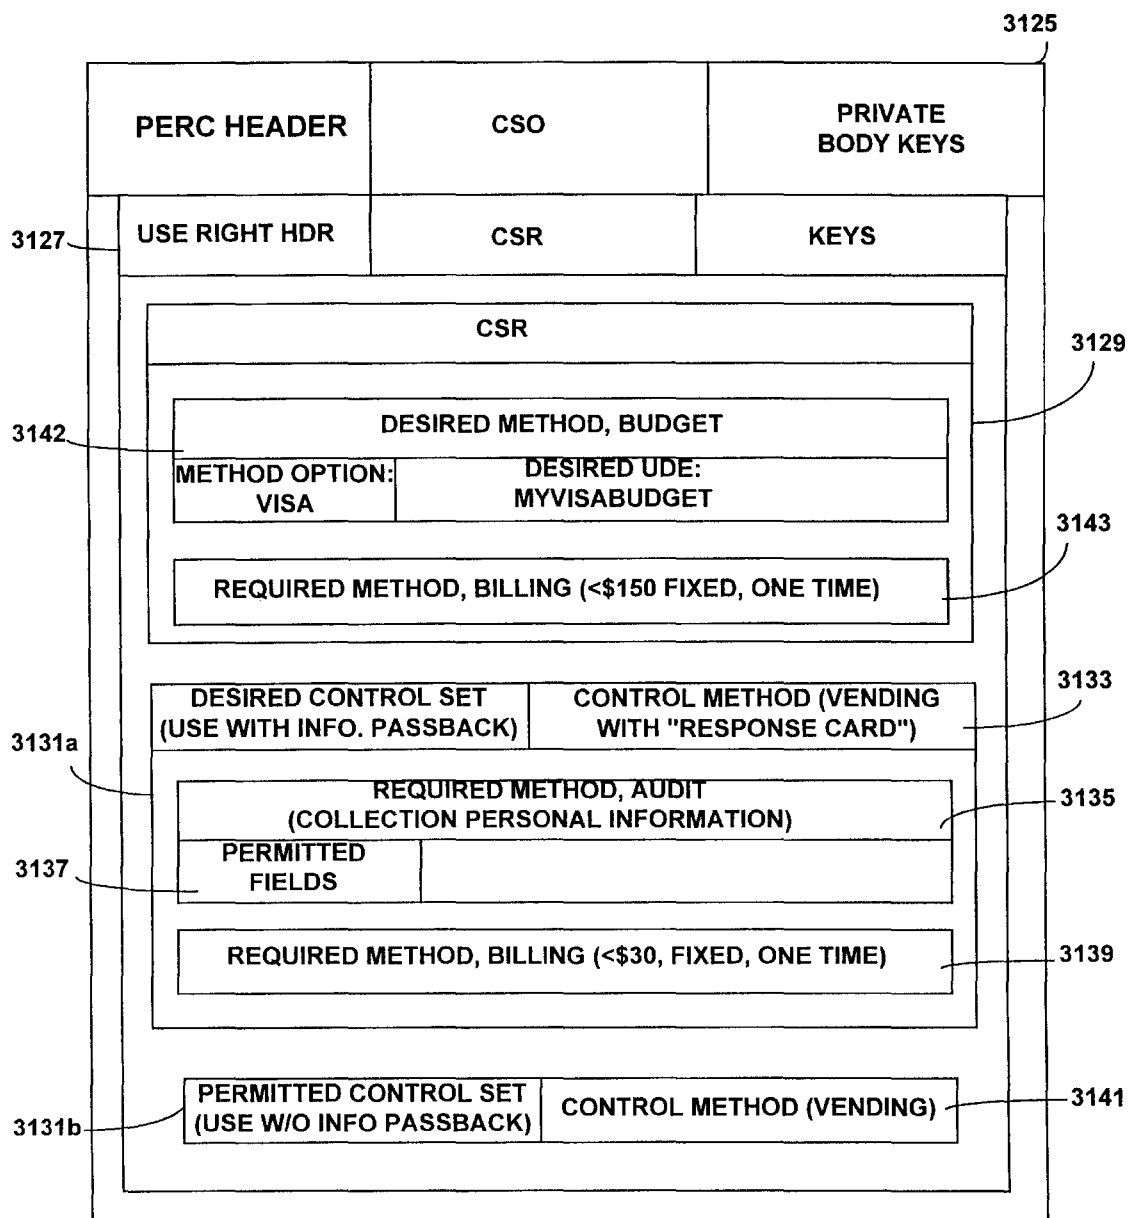 3125
PERC HEADER
CSO
PRIVATE
BODY KEYS
3127
USE RIGHT HDR
CSR
KEYS
CSR
3129
3142
DESIRED METHOD, BUDGET
METHOD OPTION:
VISA
DESIRED UDE:
MYVISABUDGET
3143
REQUIRED METHOD, BILLING (<$150 FIXED, ONE TIME)
3133
DESIRED CONTROL SET
(USE WITH INFO. PASSBACK)
CONTROL METHOD (VENDING
WITH "RESPONSE CARD")
3131a
REQUIRED METHOD, AUDIT
(COLLECTION PERSONAL INFORMATION)
3135
3137
PERMITTED
FIELDS
REQUIRED METHOD, BILLING (<$30, FIXED, ONE TIME)
3139
3131b
PERMITTED CONTROL SET
(USE W/O INFO PASSBACK)
CONTROL METHOD (VENDING)
3141